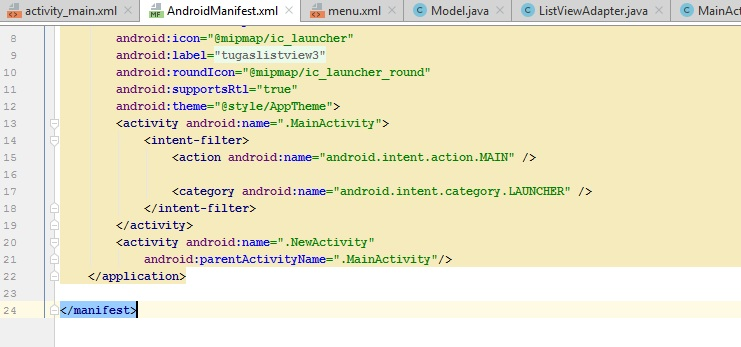 activity_main.xml AndroidManifest.xml menu.xml Model.java ListViewAdapter.java MainAct
8 android:icon="@mipmap/ic_launcher"
9 android:label="tugaslistview3"
10 android:roundIcon="@mipmap/ic_launcher_round"
11 android:supportsRtl="true"
12 android:theme="@style/AppTheme">
13 <activity android:name=".MainActivity">
14 <intent-filter>
15 <action android:name="android.intent.action.MAIN" />
16
17 <category android:name="android.intent.category.LAUNCHER" />
18 </intent-filter>
19 </activity>
20 <activity android:name=".NewActivity"
21 android:parentActivityName=".MainActivity"/>
22 </application>
23
24 </manifest>